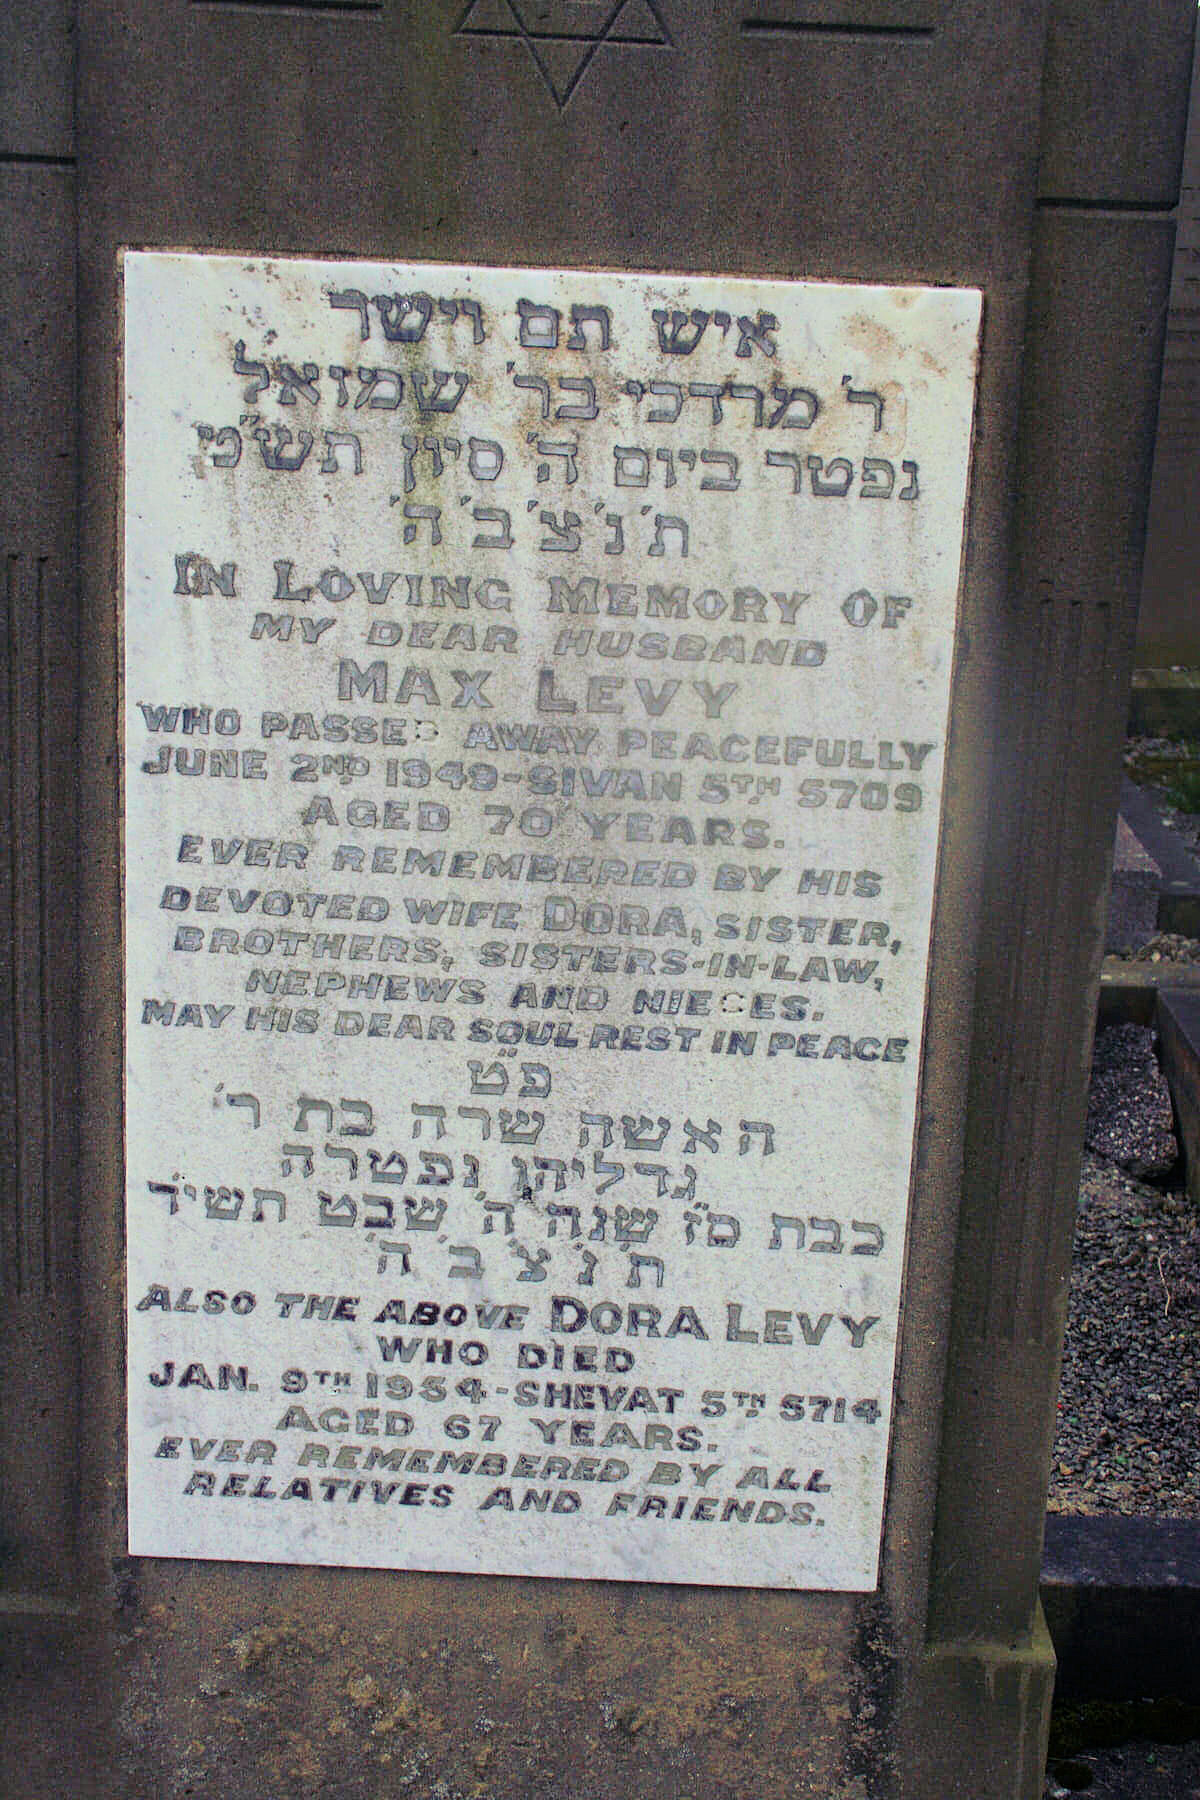 איש תם וישר
ר' מרדכי בר' שמואל
נפטר ביום ה' סיון תש"ט
ת' נ' צ' ב' ה'
IN LOVING MEMORY OF
MY DEAR HUSBAND
MAX LEVY
WHO PASSED AWAY PEACEFULLY
JUNE 2ND 1949-SIVAN 5TH 5709
AGED 70 YEARS.
EVER REMEMBERED BY HIS
DEVOTED WIFE DORA, SISTER,
BROTHERS, SISTERS-IN-LAW,
NEPHEWS AND NIECES.
MAY HIS DEAR SOUL REST IN PEACE
פ"ט
האשה שרה בת ר'
גדליהו נפטרה
כבת ס"ז שנה ה' שבט תשי"ד
ת' נ' צ' ב' ה'
ALSO THE ABOVE DORA LEVY
WHO DIED
JAN. 9TH 1954-SHEVAT 5TH 5714
AGED 67 YEARS.
EVER REMEMBERED BY ALL
RELATIVES AND FRIENDS.